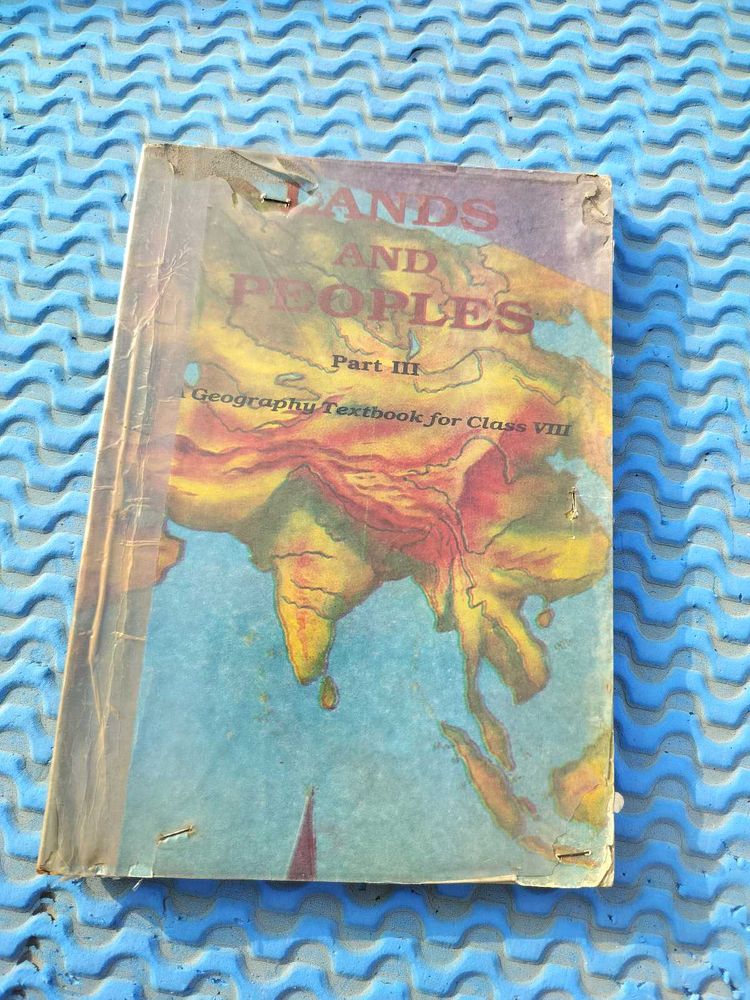 LANDS
AND
PEOPLES
Part III
A Geography Textbook for Class VIII